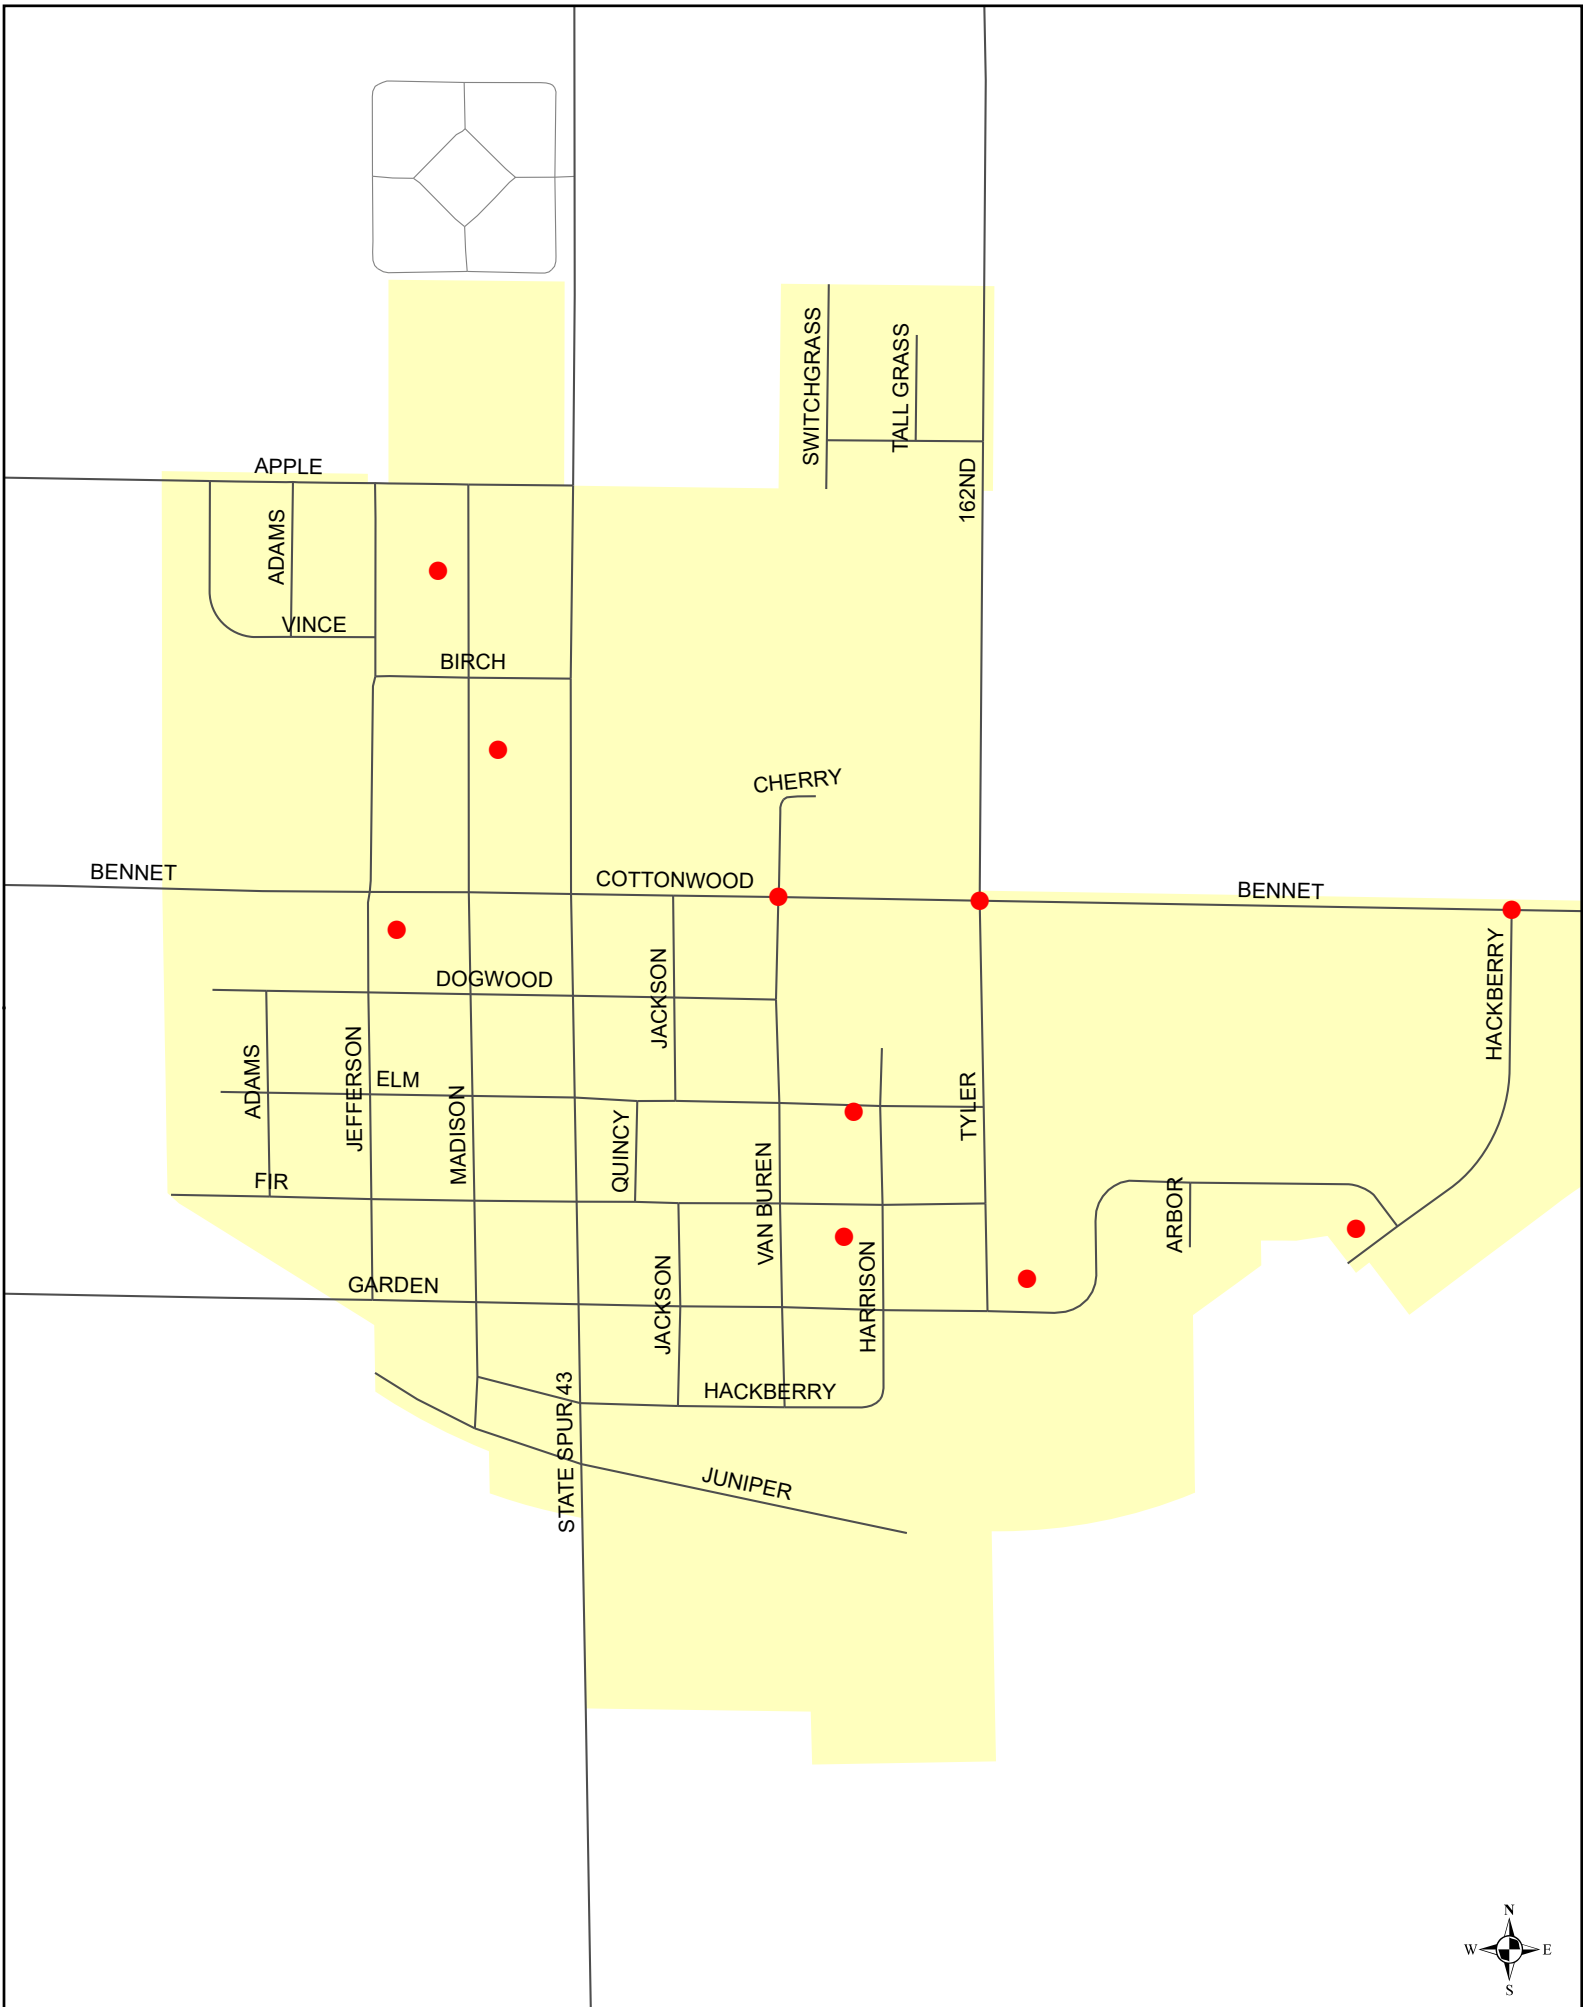 SWITCHGRASS
TALL GRASS
APPLE
162ND
ADAMS
VINCE
BIRCH
CHERRY
BENNET
COTTONWOOD
BENNET
HACKBERRY
DOGWOOD
JACKSON
ADAMS
JEFFERSON
ELM
MADISON
QUINCY
TYLER
FIR
VAN BUREN
ARBOR
GARDEN
JACKSON
HARRISON
HACKBERRY
STATE SPUR 43
JUNIPER
N
W E
S